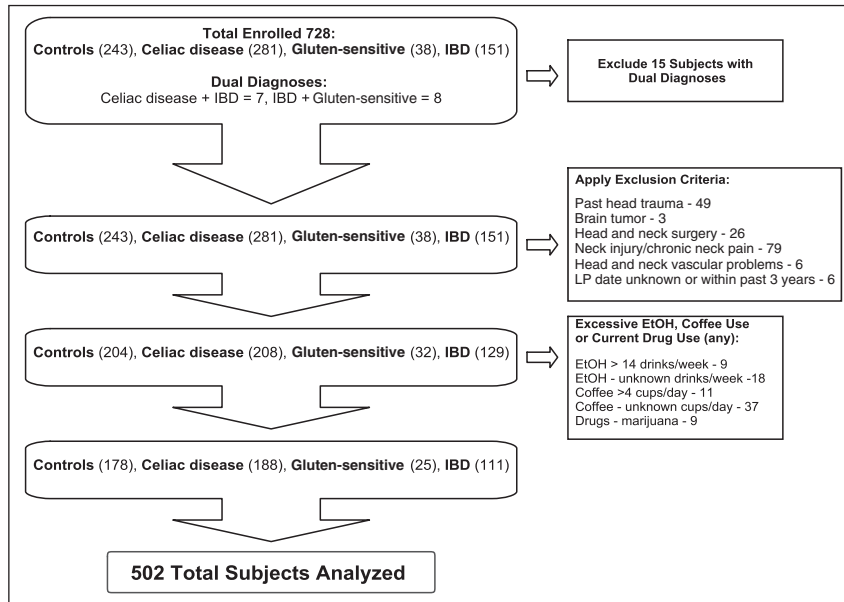 Total Enrolled 728:
Controls (243), Celiac disease (281), Gluten-sensitive (38), IBD (151)
Dual Diagnoses:
Celiac disease + IBD = 7, IBD + Gluten-sensitive = 8
Exclude 15 Subjects with
Dual Diagnoses
Controls (243), Celiac disease (281), Gluten-sensitive (38), IBD (151)
Apply Exclusion Criteria:
Past head trauma - 49
Brain tumor - 3
Head and neck surgery - 26
Neck injury/chronic neck pain - 79
Head and neck vascular problems - 6
LP date unknown or within past 3 years - 6
Controls (204), Celiac disease (208), Gluten-sensitive (32), IBD (129)
Excessive EtOH, Coffee Use
or Current Drug Use (any):
EtOH > 14 drinks/week - 9
EtOH - unknown drinks/week -18
Coffee >4 cups/day - 11
Coffee - unknown cups/day - 37
Drugs - marijuana - 9
Controls (178), Celiac disease (188), Gluten-sensitive (25), IBD (111)
502 Total Subjects Analyzed